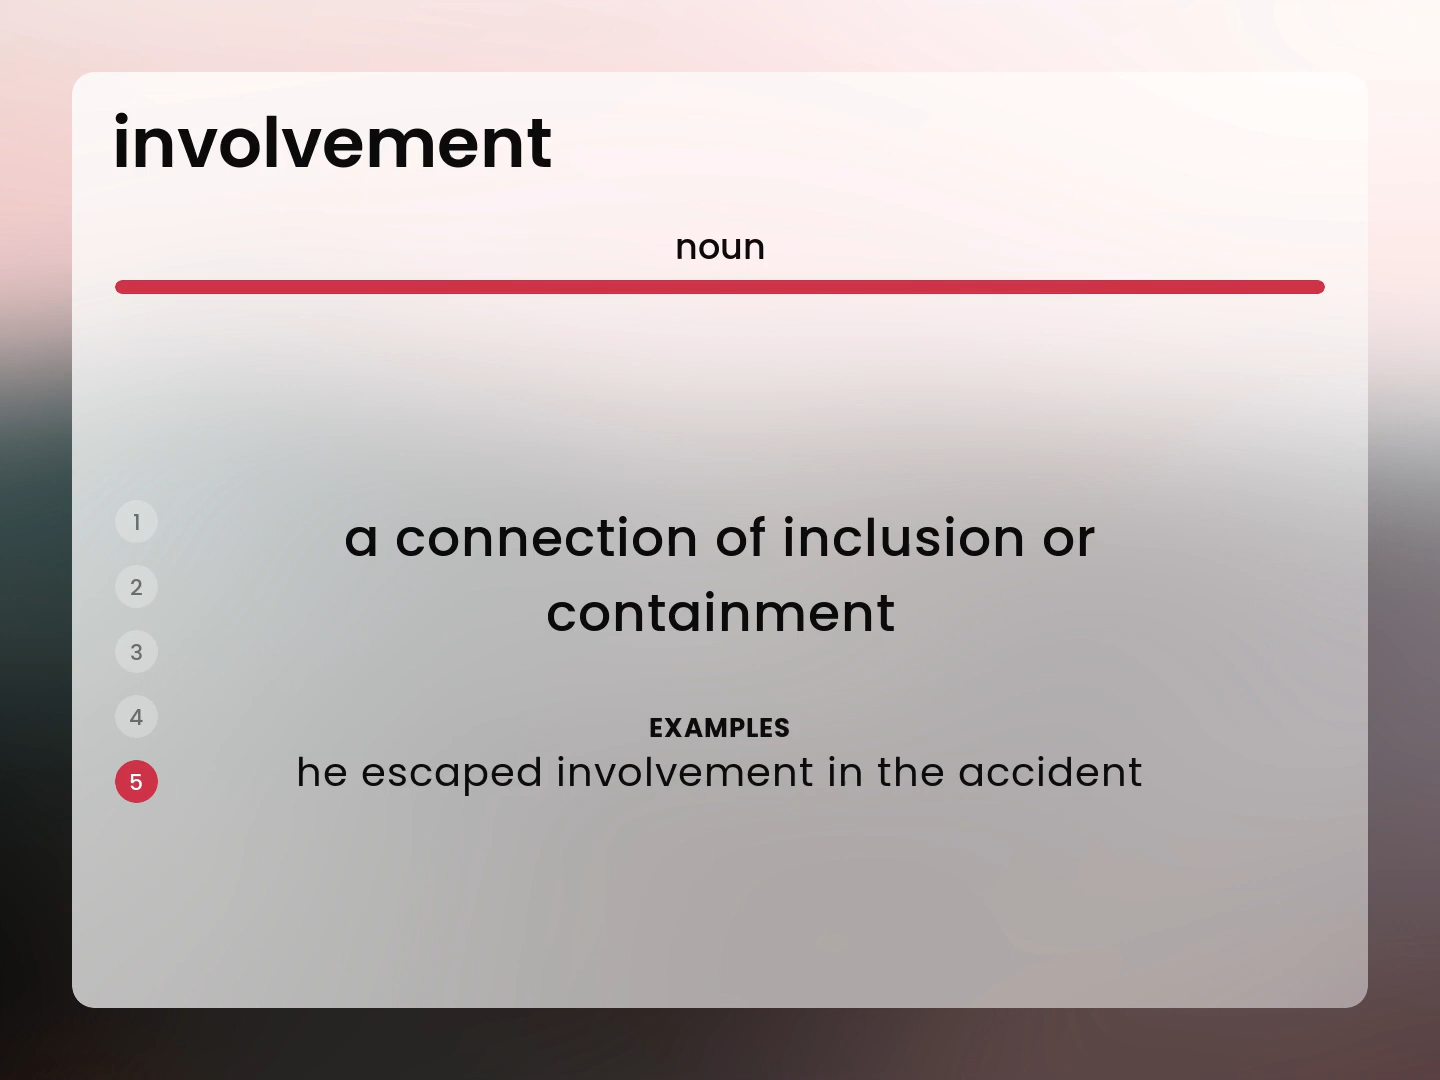 involvement
noun
1
2
3
4
5
a connection of inclusion or
containment
EXAMPLES
he escaped involvement in the accident